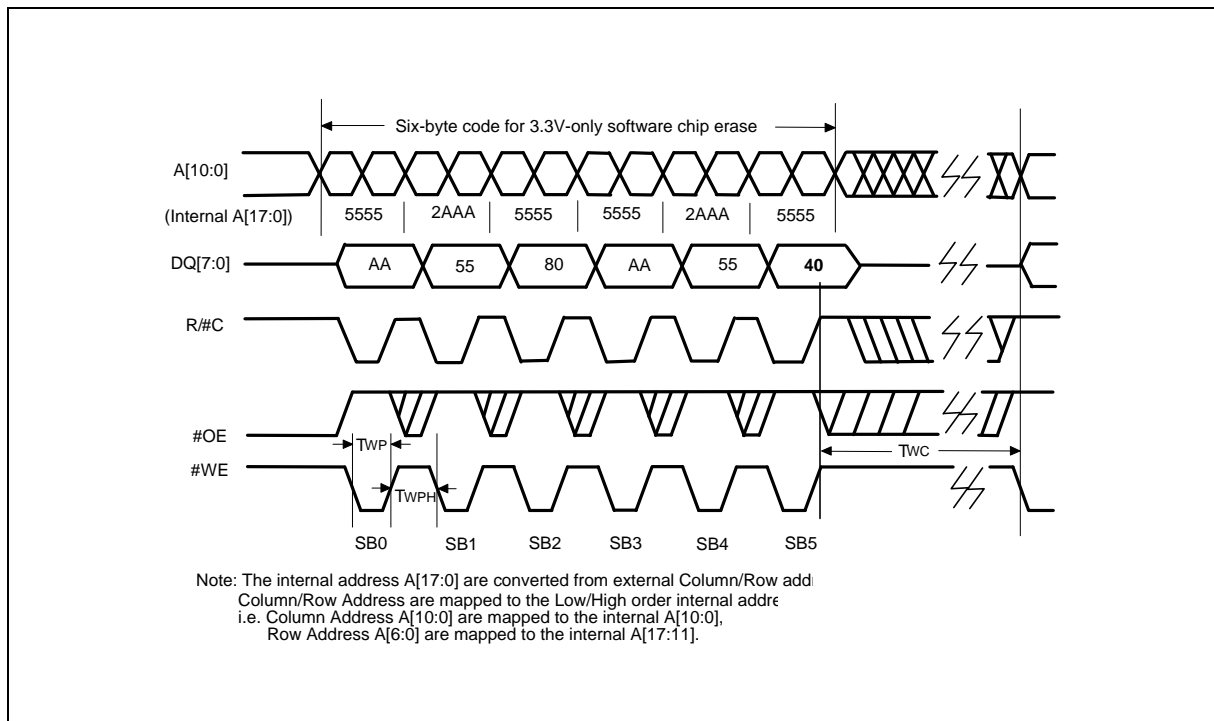 Six-byte code for 3.3V-only software chip erase
A[10:0]
(Internal A[17:0]) 5555 2AAA 5555 5555 2AAA 5555
DQ[7:0] AA 55 80 AA 55 40
R/#C
#OE
TWP TWC
#WE
TWPH
SB0 SB1 SB2 SB3 SB4 SB5
Note: The internal address A[17:0] are converted from external Column/Row
Column/Row Address are mapped to the Low/High order internal
i.e. Column Address A[10:0] are mapped to the internal A[10:0],
Row Address A[6:0] are mapped to the internal A[17:11].